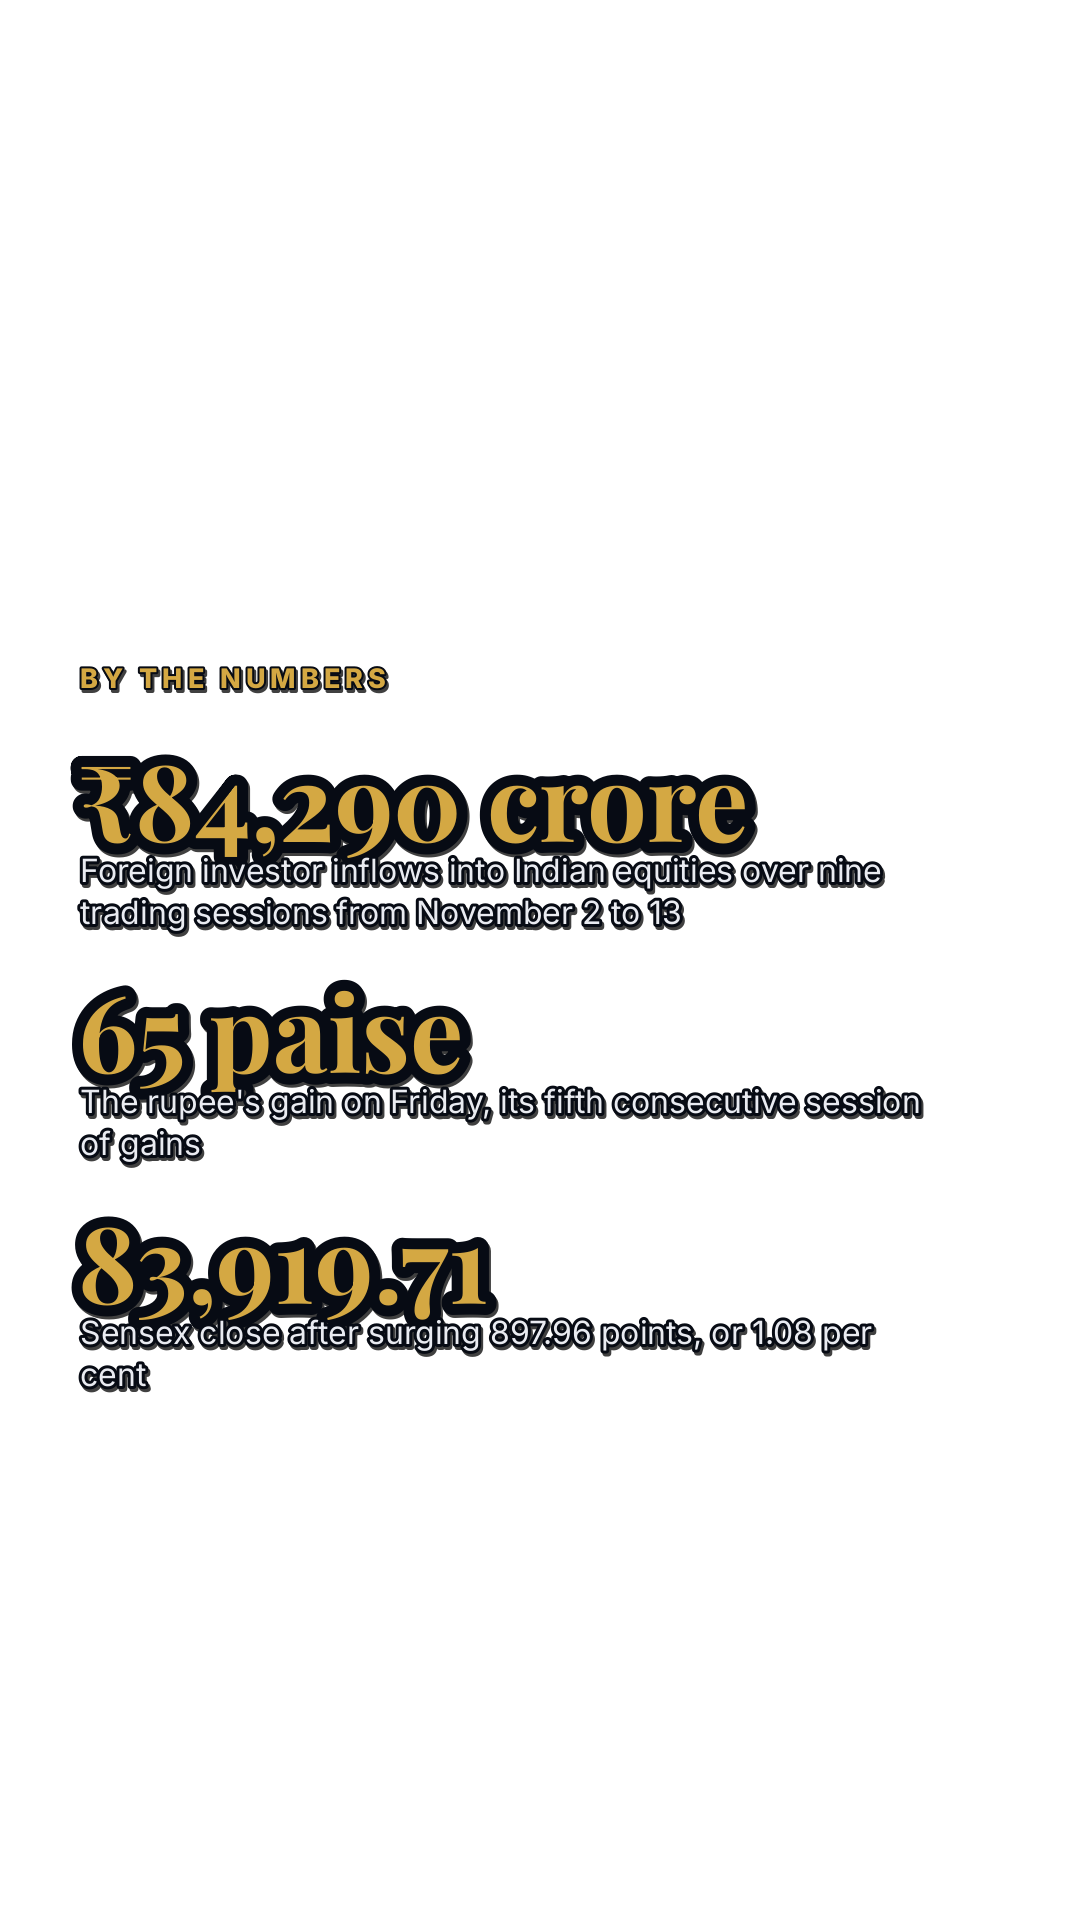 BY THE NUMBERS
₹84,290 crore
Foreign investor inflows into Indian equities over nine
trading sessions from November 2 to 13
65 paise
The rupee's gain on Friday, its fifth consecutive session
of gains
83,919.71
Sensex close after surging 897.96 points, or 1.08 per
cent